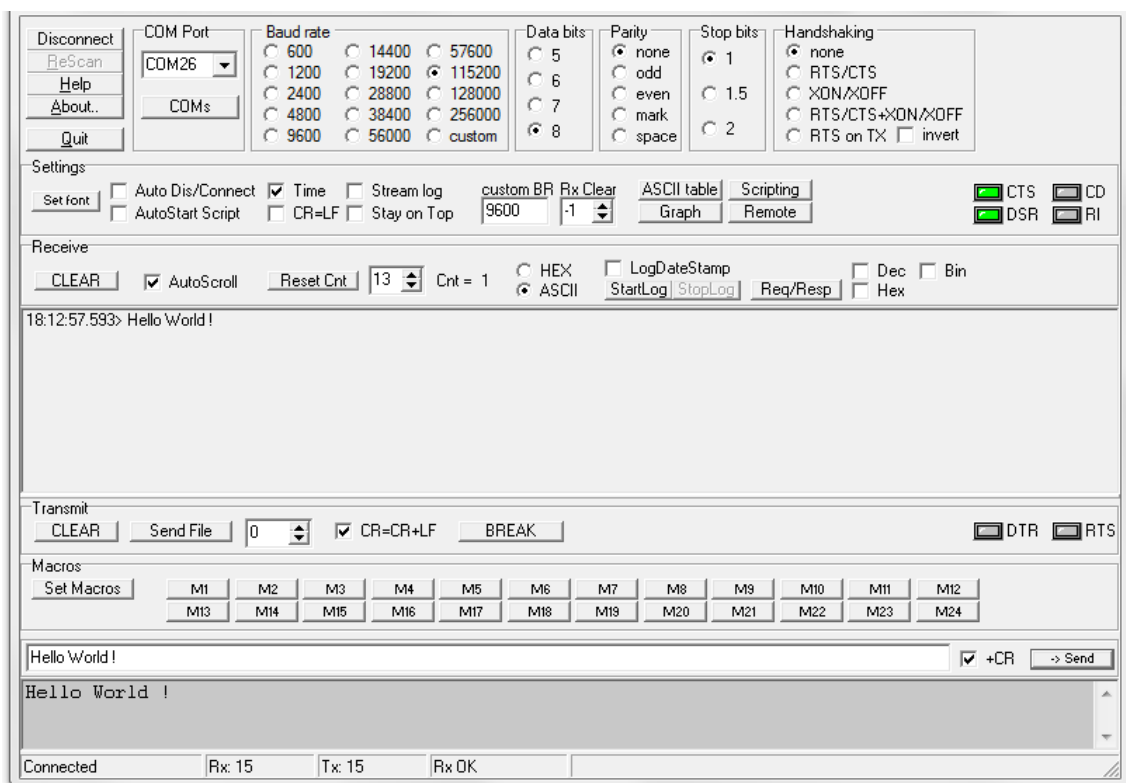 Disconnect
ReScan
Help
About..
Quit
COM Port
COM26
COMs
Baud rate
600 14400 57600
1200 19200 115200
2400 28800 128000
4800 38400 256000
9600 56000 custom
Data bits
5
6
7
8
Parity
none
odd
even
mark
space
Stop bits
1
1.5
2
Handshaking
none
RTS/CTS
XON/XOFF
RTS/CTS+XON/XOFF
RTS on TX invert
Settings
Set font
Auto Dis/Connect Time Stream log
AutoStart Script CR=LF Stay on Top
custom BR Rx Clear
9600 -1
ASCII table Scripting
Graph Remote
CTS CD
DSR RI
Receive
CLEAR AutoScroll Reset Cnt 13 Cnt = 1
HEX
ASCII
LogDateStamp
StartLog StopLog Req/Resp
Dec Bin
Hex
18:12:57.593> Hello World !
Transmit
CLEAR Send File 0 CR=CR+LF BREAK DTR RTS
Macros
Set Macros M1 M2 M3 M4 M5 M6 M7 M8 M9 M10 M11 M12
M13 M14 M15 M16 M17 M18 M19 M20 M21 M22 M23 M24
Hello World ! +CR -> Send
Hello World !
Connected Rx: 15 Tx: 15 Rx OK